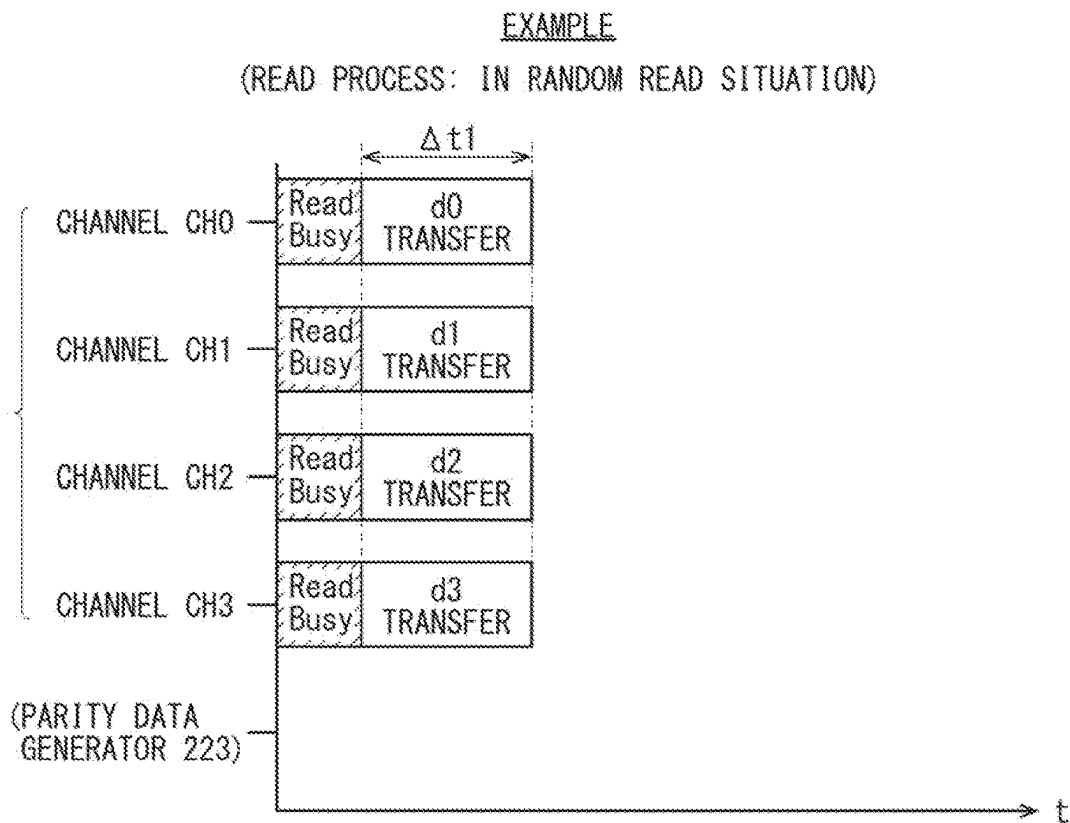 EXAMPLE
(READ PROCESS: IN RANDOM READ SITUATION)
Δt1
CHANNEL CH0
Read
Busy
d0
TRANSFER
CHANNEL CH1
Read
Busy
d1
TRANSFER
CHANNEL CH2
Read
Busy
d2
TRANSFER
CHANNEL CH3
Read
Busy
d3
TRANSFER
(PARITY DATA
GENERATOR 223)
t